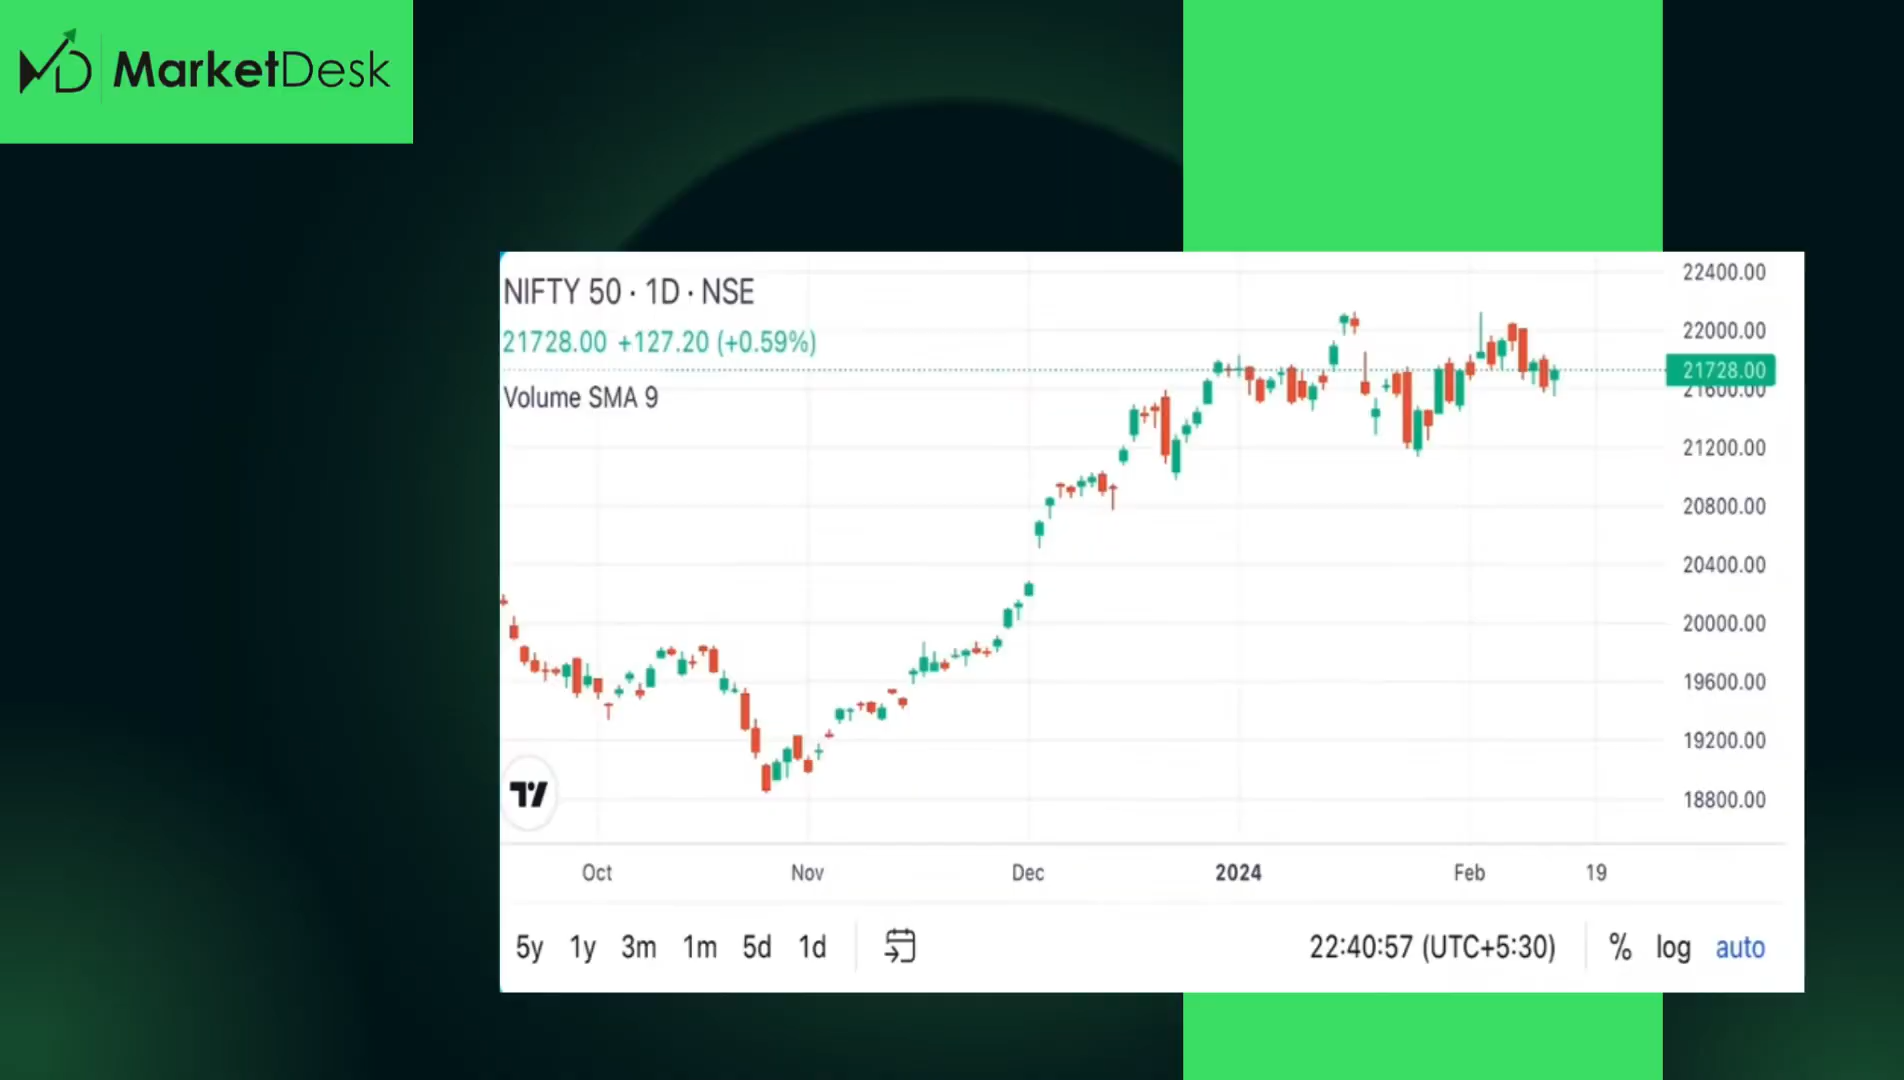 MarketDesk
NIFTY 50 · 1D · NSE
21728.00 +127.20 (+0.59%)
Volume SMA 9
22400.00
22000.00
21728.00
21600.00
21200.00
20800.00
20400.00
20000.00
19600.00
19200.00
18800.00
Oct Nov Dec 2024 Feb 19
5y 1y 3m 1m 5d 1d 22:40:57 (UTC+5:30) % log auto